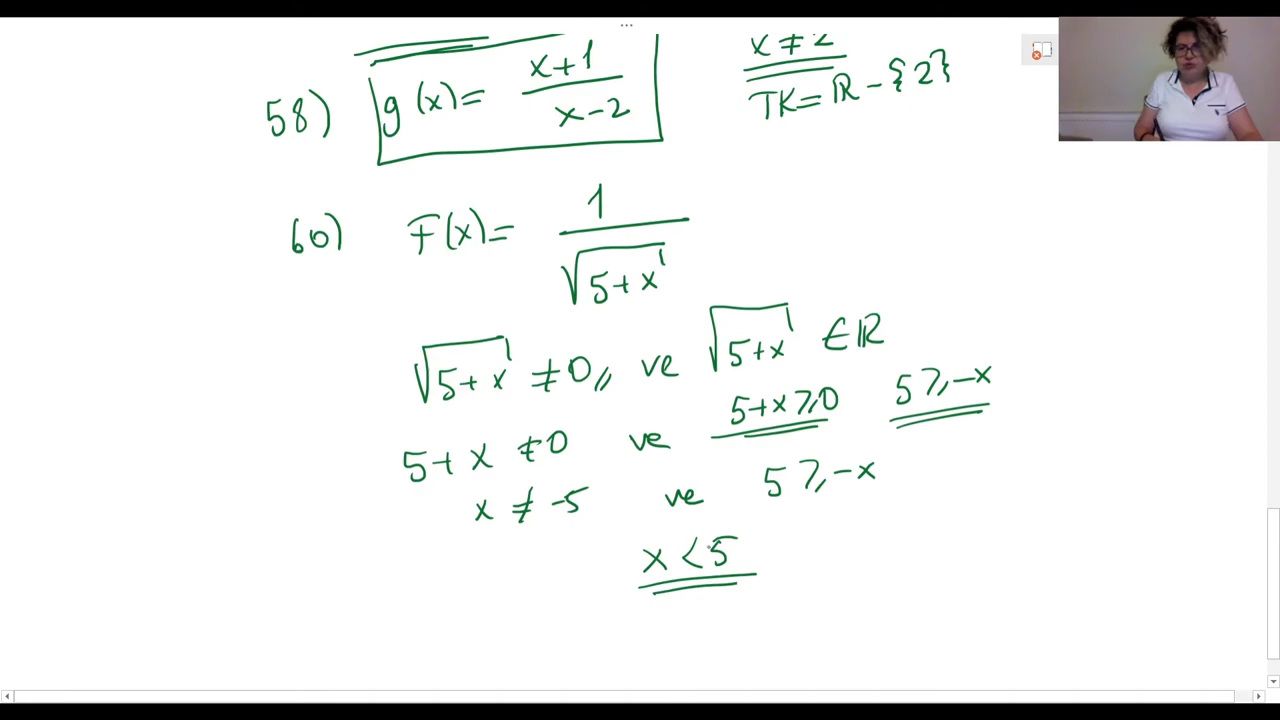 58) g(x)= x+1 / x-2
x≠2
TK= ℝ-{2}
60) F(x)= 1 / √5+x
√5+x ≠0, ve √5+x ∈ℝ
5+x ≠0 ve 5+x≥0 5≥-x
x ≠ -5 ve 5≥-x
x<5